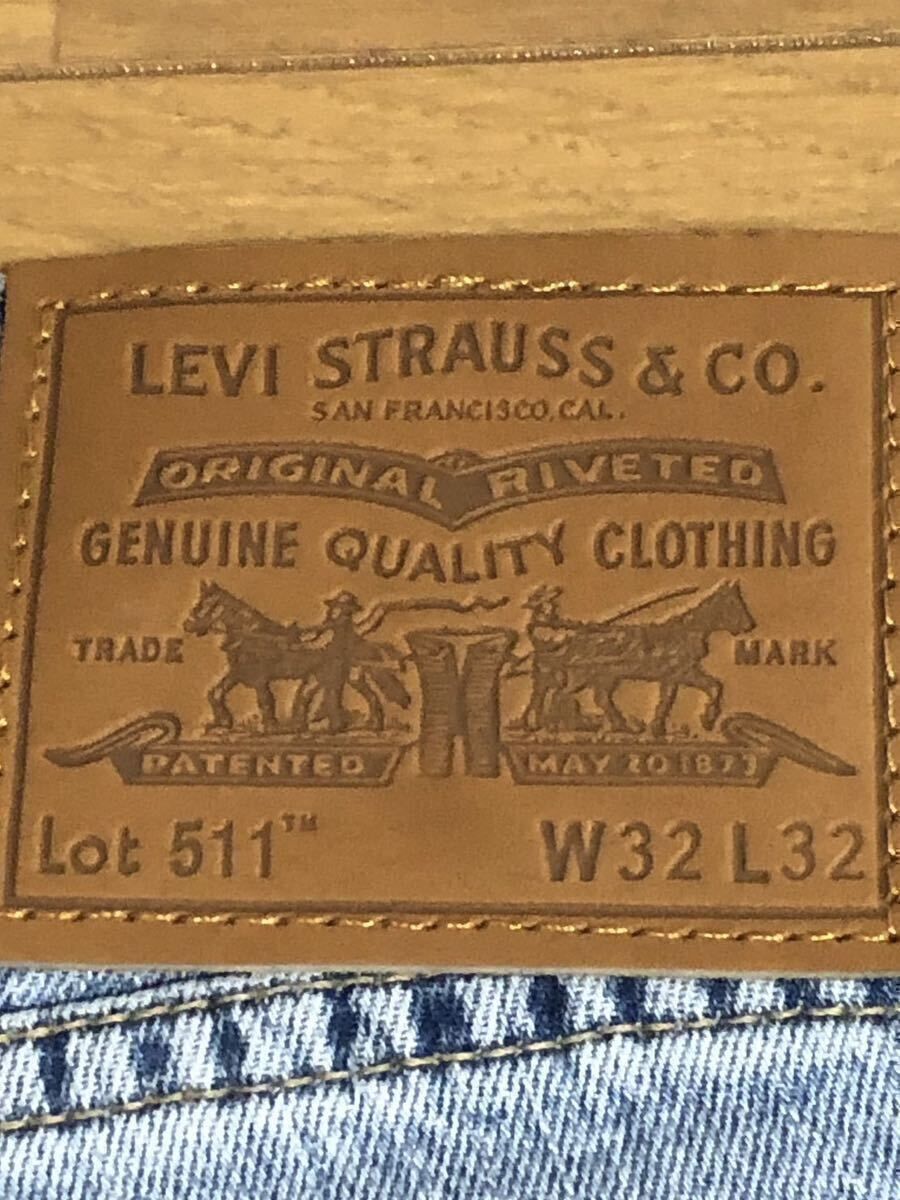 LEVI STRAUSS & CO.
SAN FRANCISCO, CAL.
ORIGINAL RIVETED
GENUINE QUALITY CLOTHING
TRADE MARK
PATENTED MAY 20 1873
Lot 511™ W32 L32